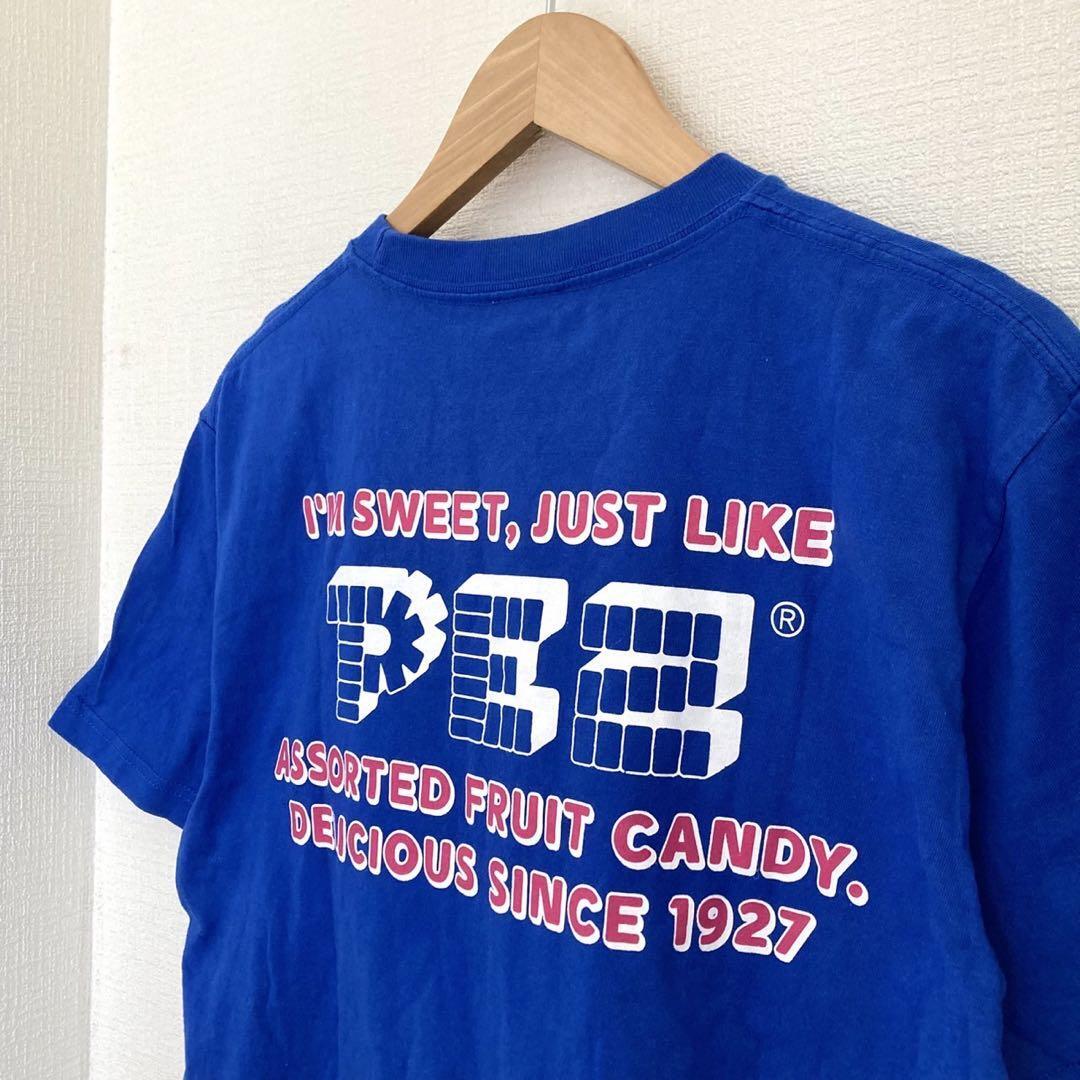 I'M SWEET, JUST LIKE
PEZ®
ASSORTED FRUIT CANDY.
DELICIOUS SINCE 1927